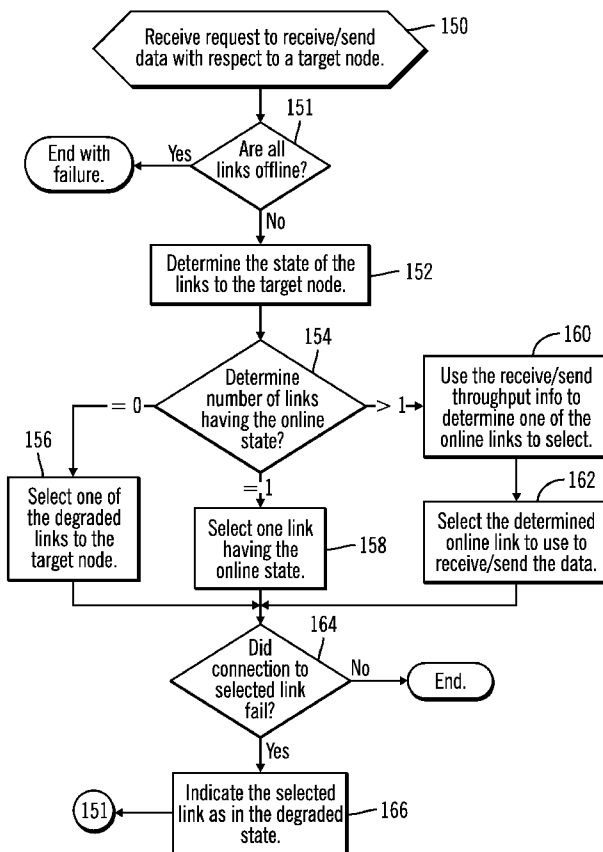 Receive request to receive/send
data with respect to a target node.
150
151
Are all
links offline?
Yes
End with
failure.
No
Determine the state of the
links to the target node.
152
154
Determine
number of links
having the online
state?
= 0
> 1
= 1
160
Use the receive/send
throughput info to
determine one of the
online links to select.
156
Select one of
the degraded
links to the
target node.
Select one link
having the
online state.
158
162
Select the determined
online link to use to
receive/send the data.
164
Did
connection to
selected link
fail?
No
End.
Yes
Indicate the selected
link as in the degraded
state.
166
151